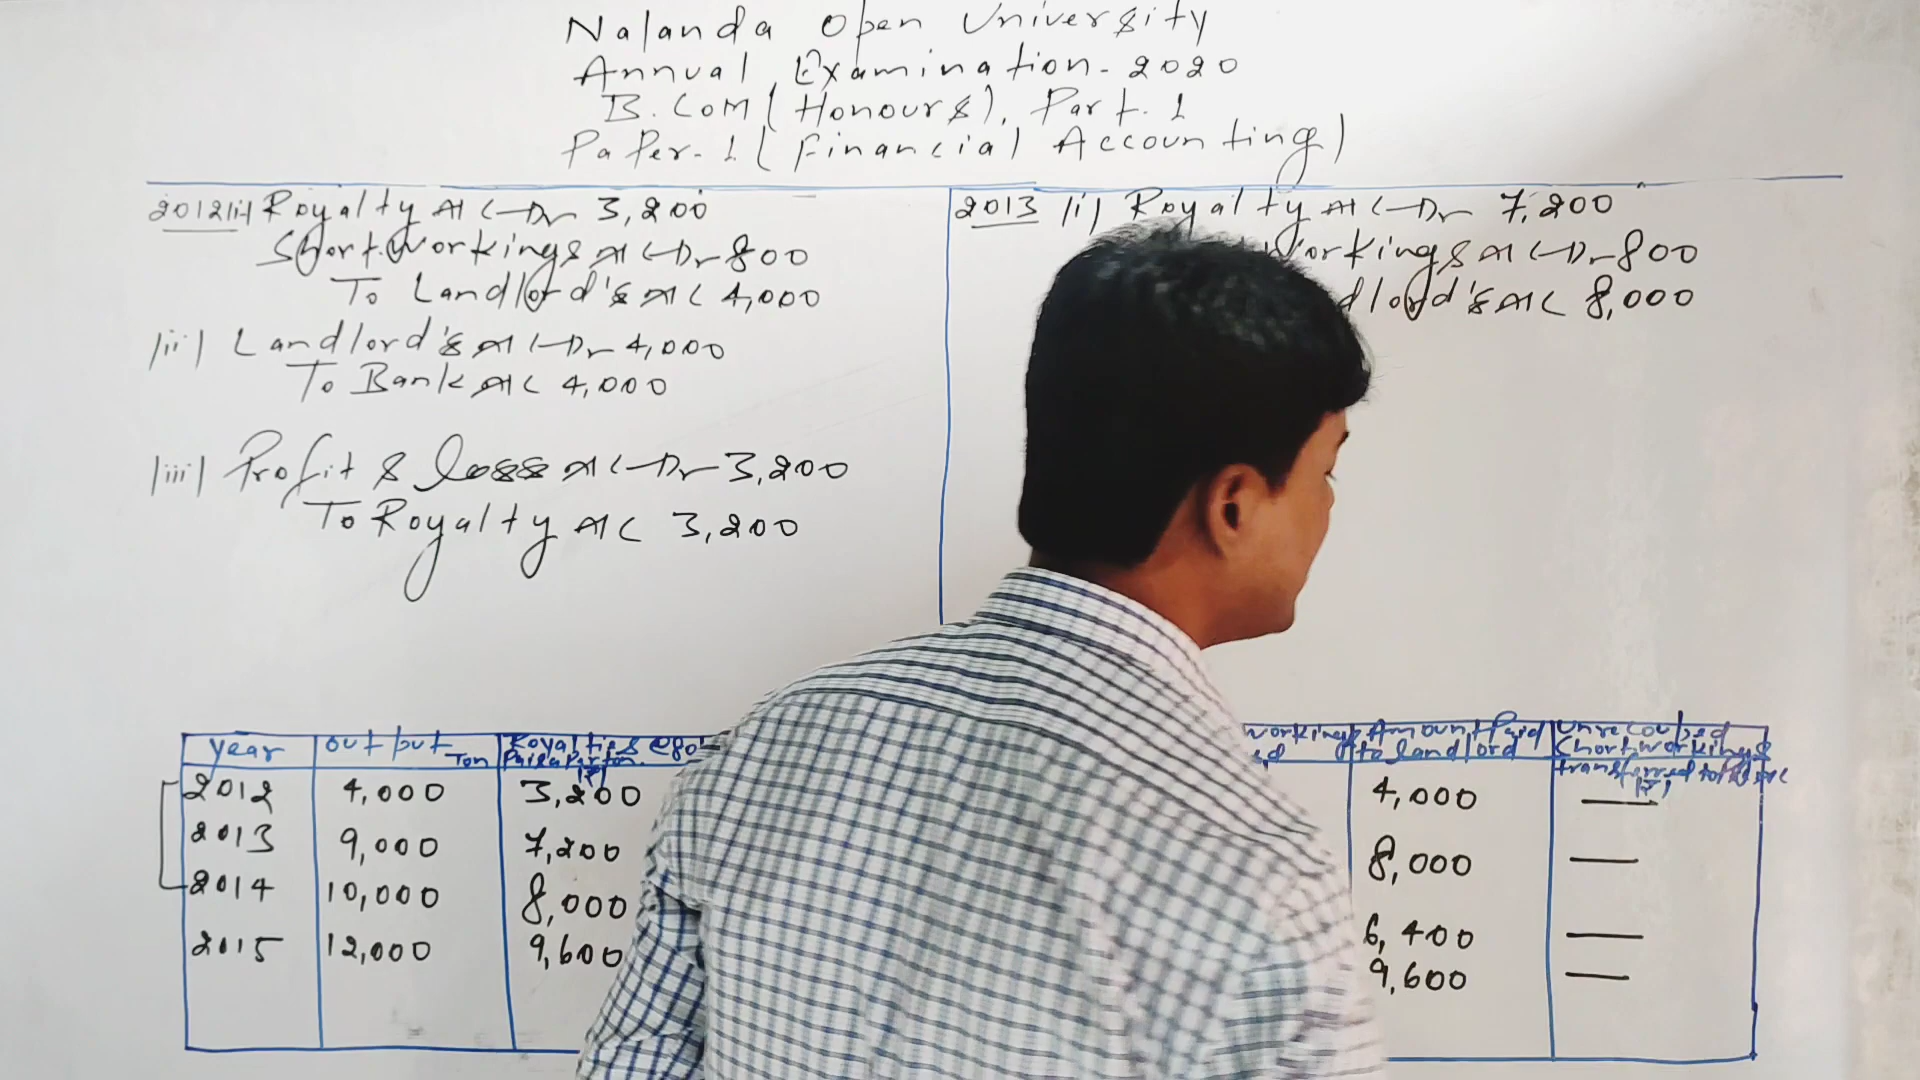 Nalanda Open University
Annual Examination-2020
B.COM (Honours), Part.1
Paper-1 (Financial Accounting)
2012 (i) Royalty A/C-Dr 3,200
Shortworkings A/C-Dr 800
To Landlord's A/C 4,000
(ii) Landlord's A/C-Dr 4,000
To Bank A/C 4,000
(iii) Profit & loss A/C-Dr 3,200
To Royalty A/C 3,200
2013 (i) Royalty A/C-Dr 7,200
workings A/C-Dr 800
dlord's A/C 8,000
year output Ton Royalties @80 Paisa Per ton. (₹) workings Amount Paid to landlord Unrecouped Shortworkings transferred to P&L A/C (₹)
2012 4,000 3,200 4,000 —
2013 9,000 7,200 8,000 —
2014 10,000 8,000 6,400 —
2015 12,000 9,600 9,600 —